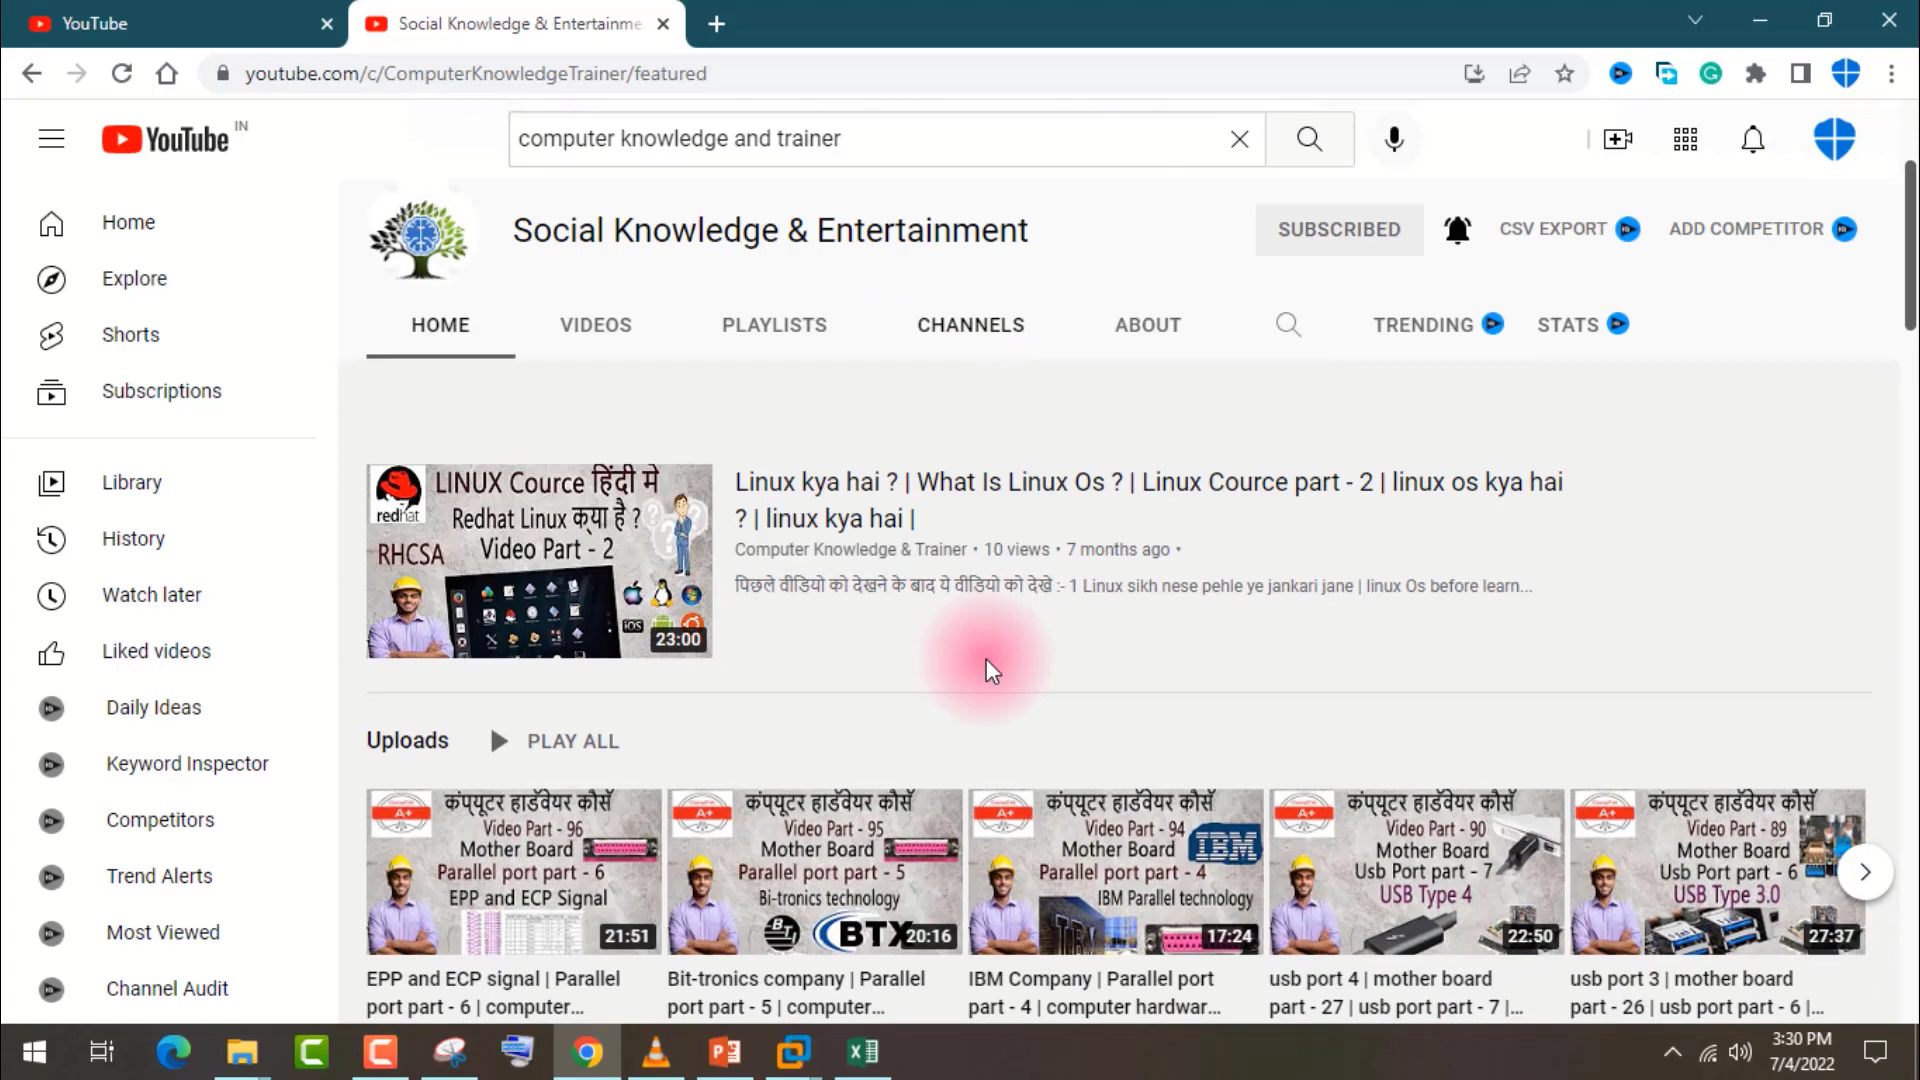 YouTube
Social Knowledge & Entertainme
youtube.com/c/ComputerKnowledgeTrainer/featured
YouTube IN
computer knowledge and trainer
Home
Explore
Shorts
Subscriptions
Library
History
Watch later
Liked videos
Daily Ideas
Keyword Inspector
Competitors
Trend Alerts
Most Viewed
Channel Audit
Social Knowledge & Entertainment
SUBSCRIBED
CSV EXPORT
ADD COMPETITOR
HOME
VIDEOS
PLAYLISTS
CHANNELS
ABOUT
TRENDING
STATS
redhat
LINUX Cource हिंदी मे
Redhat Linux क्या है ?
RHCSA
Video Part - 2
iOS
23:00
Linux kya hai ? | What Is Linux Os ? | Linux Cource part - 2 | linux os kya hai
? | linux kya hai |
Computer Knowledge & Trainer • 10 views • 7 months ago •
पिछले वीडियो को देखने के बाद ये वीडियो को देखे :- 1 Linux sikh nese pehle ye jankari jane | linux Os before learn...
Uploads
PLAY ALL
A+
कंप्यूटर हार्डवेयर कौर्स
Video Part - 96
Mother Board
Parallel port part - 6
EPP and ECP Signal
21:51
EPP and ECP signal | Parallel
port part - 6 | computer...
A+
कंप्यूटर हार्डवेयर कौर्स
Video Part - 95
Mother Board
Parallel port part - 5
Bi-tronics technology
BTX
20:16
Bit-tronics company | Parallel
port part - 5 | computer...
A+
कंप्यूटर हार्डवेयर कौर्स
Video Part - 94
Mother Board
IBM
Parallel port part - 4
IBM Parallel technology
17:24
IBM Company | Parallel port
part - 4 | computer hardwar...
A+
कंप्यूटर हार्डवेयर कौर्स
Video Part - 90
Mother Board
Usb Port part - 7
USB Type 4
22:50
usb port 4 | mother board
part - 27 | usb port part - 7 |...
A+
कंप्यूटर हार्डवेयर कौर्स
Video Part - 89
Mother Board
Usb Port part - 6
USB Type 3.0
27:37
usb port 3 | mother board
part - 26 | usb port part - 6 |...
3:30 PM
7/4/2022